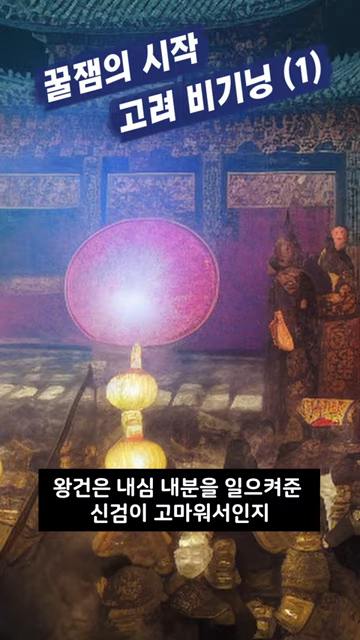 꿀잼의 시작
고려 비기닝 (1)
왕건은 내심 내분을 일으켜준
신검이 고마워서인지